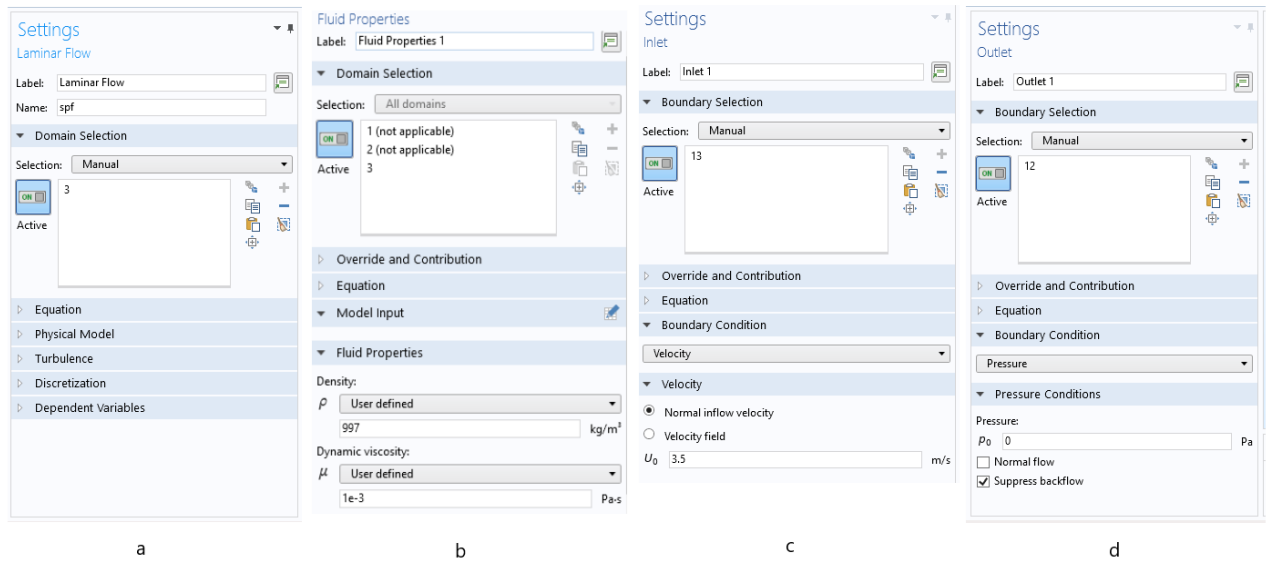 Settings
Laminar Flow
Label: Laminar Flow
Name: spf
Domain Selection
Selection: Manual
ON
Active
3
Equation
Physical Model
Turbulence
Discretization
Dependent Variables
a
Fluid Properties
Label: Fluid Properties 1
Domain Selection
Selection: All domains
ON
Active
1 (not applicable)
2 (not applicable)
3
Override and Contribution
Equation
Model Input
Fluid Properties
Density:
ρ User defined
997 kg/m³
Dynamic viscosity:
μ User defined
1e-3 Pa·s
b
Settings
Inlet
Label: Inlet 1
Boundary Selection
Selection: Manual
ON
Active
13
Override and Contribution
Equation
Boundary Condition
Velocity
Velocity
Normal inflow velocity
Velocity field
U₀ 3.5 m/s
c
Settings
Outlet
Label: Outlet 1
Boundary Selection
Selection: Manual
ON
Active
12
Override and Contribution
Equation
Boundary Condition
Pressure
Pressure Conditions
Pressure:
p₀ 0 Pa
Normal flow
Suppress backflow
d